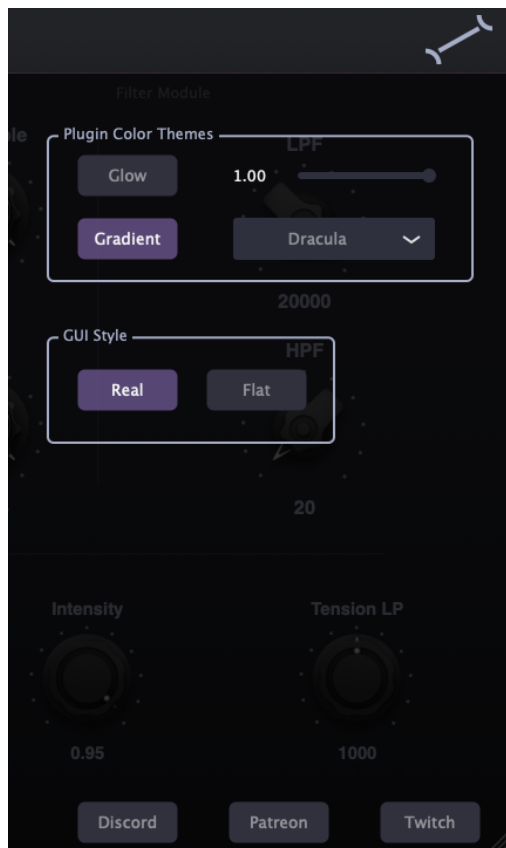 Filter Module
le
Plugin Color Themes
LPF
Glow
1.00
Gradient
Dracula
20000
GUI Style
HPF
Real
Flat
20
Intensity
Tension LP
0.95
1000
Discord
Patreon
Twitch